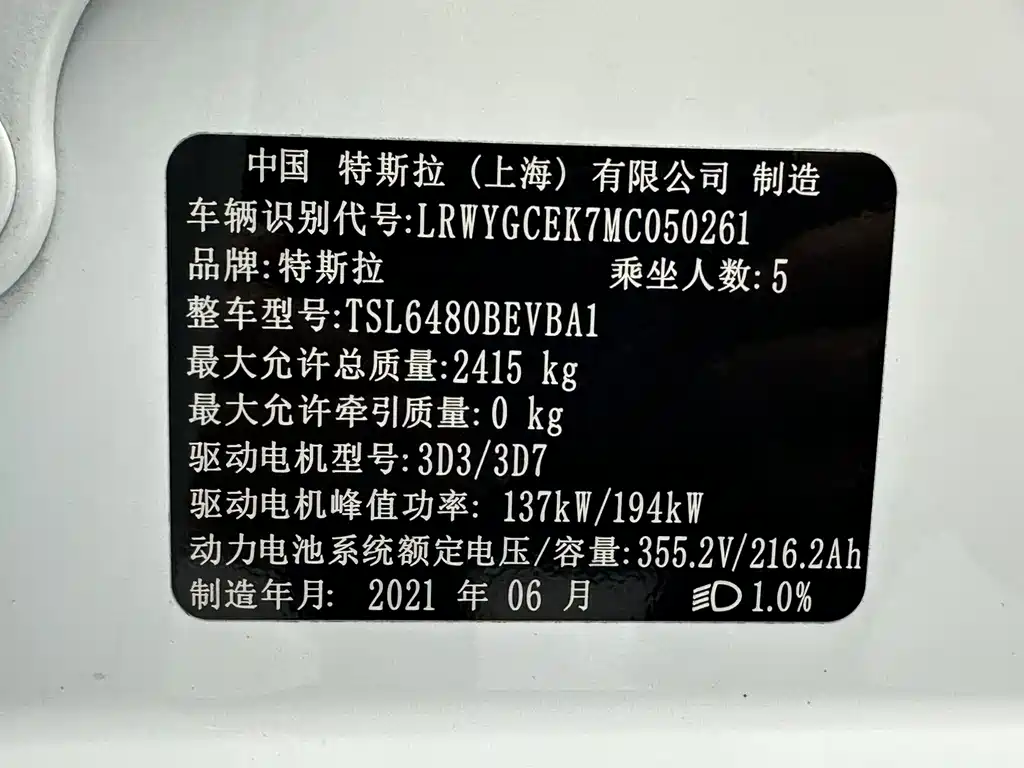 中国 特斯拉 (上海) 有限公司 制造
车辆识别代号:LRWYGCEK7MC050261
品牌:特斯拉 乘坐人数:5
整车型号:TSL6480BEVBA1
最大允许总质量:2415 kg
最大允许牵引质量:0 kg
驱动电机型号:3D3/3D7
驱动电机峰值功率: 137kW/194kW
动力电池系统额定电压/容量:355.2V/216.2Ah
制造年月: 2021 年 06 月 1.0%